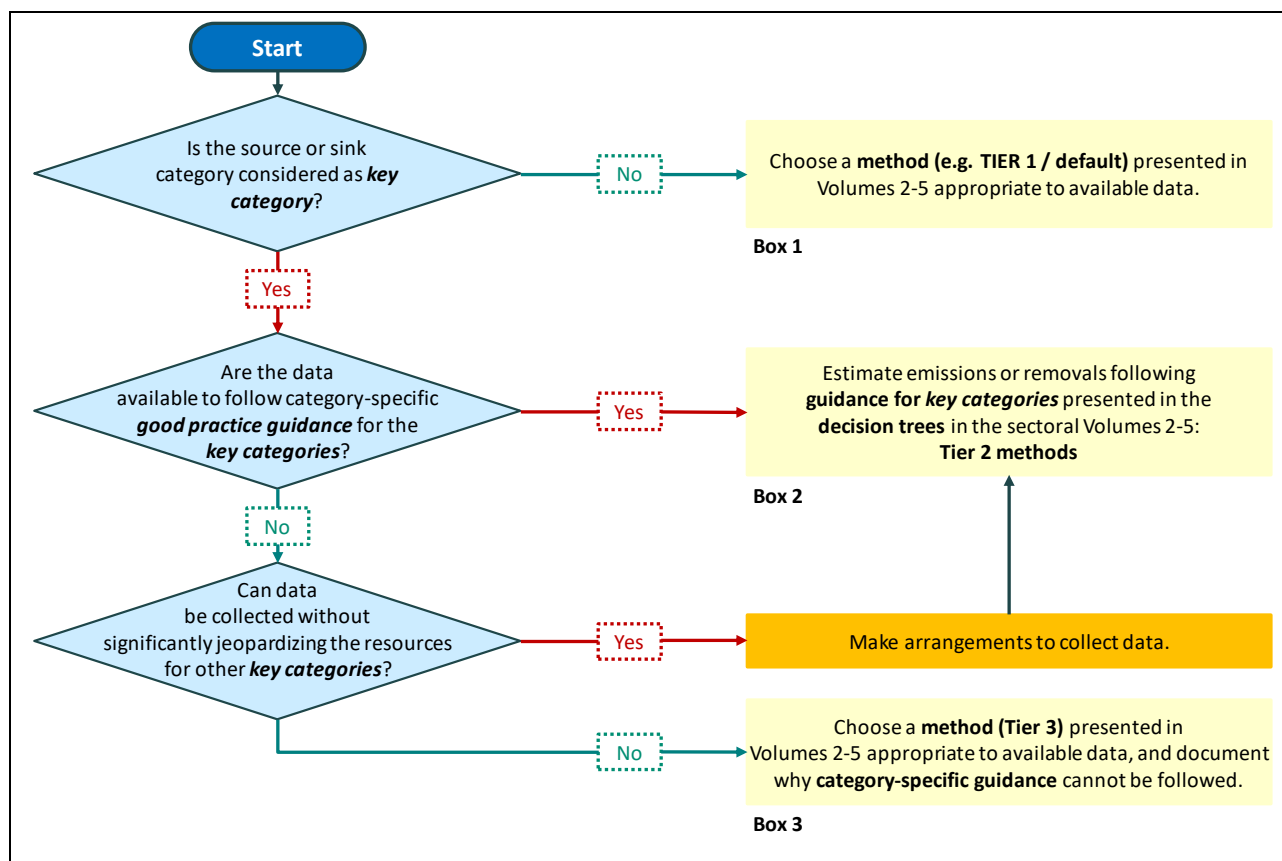 Start
Is the source or sink
category considered as key
category?
No
Choose a method (e.g. TIER 1 / default) presented in
Volumes 2-5 appropriate to available data.
Box 1
Yes
Are the data
available to follow category-specific
good practice guidance for the
key categories?
Yes
Estimate emissions or removals following
guidance for key categories presented in the
decision trees in the sectoral Volumes 2-5:
Tier 2 methods
Box 2
No
Can data
be collected without
significantly jeopardizing the resources
for other key categories?
Yes
Make arrangements to collect data.
No
Choose a method (Tier 3) presented in
Volumes 2-5 appropriate to available data, and document
why category-specific guidance cannot be followed.
Box 3